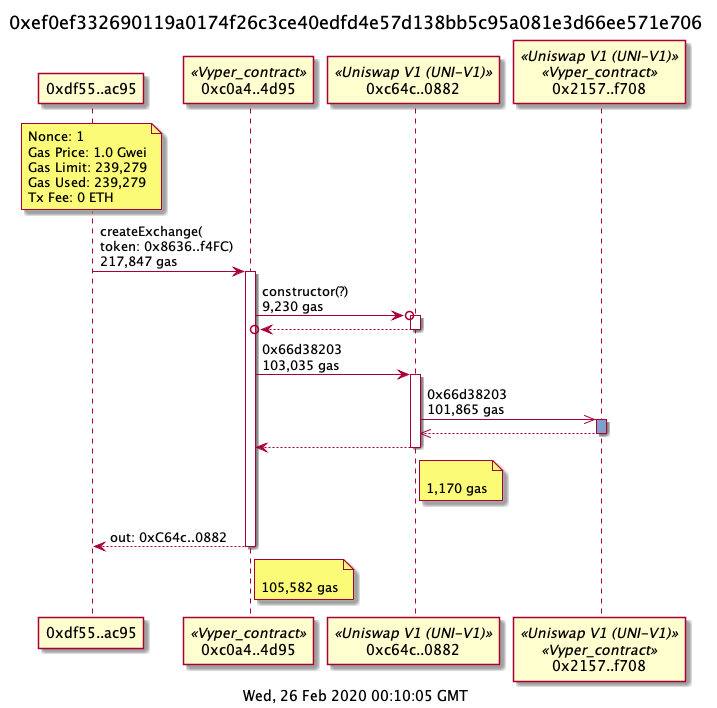 0xef0ef332690119a0174f26c3ce40edfd4e57d138bb5c95a081e3d66ee571e706
0xdf55..ac95
«Vyper_contract»
0xc0a4..4d95
«Uniswap V1 (UNI-V1)»
0xc64c..0882
«Uniswap V1 (UNI-V1)»
«Vyper_contract»
0x2157..f708
Nonce: 1
Gas Price: 1.0 Gwei
Gas Limit: 239,279
Gas Used: 239,279
Tx Fee: 0 ETH
createExchange(
token: 0x8636..f4FC)
217,847 gas
constructor(?)
9,230 gas
0x66d38203
103,035 gas
0x66d38203
101,865 gas
1,170 gas
out: 0xC64c..0882
105,582 gas
0xdf55..ac95
«Vyper_contract»
0xc0a4..4d95
«Uniswap V1 (UNI-V1)»
0xc64c..0882
«Uniswap V1 (UNI-V1)»
«Vyper_contract»
0x2157..f708
Wed, 26 Feb 2020 00:10:05 GMT